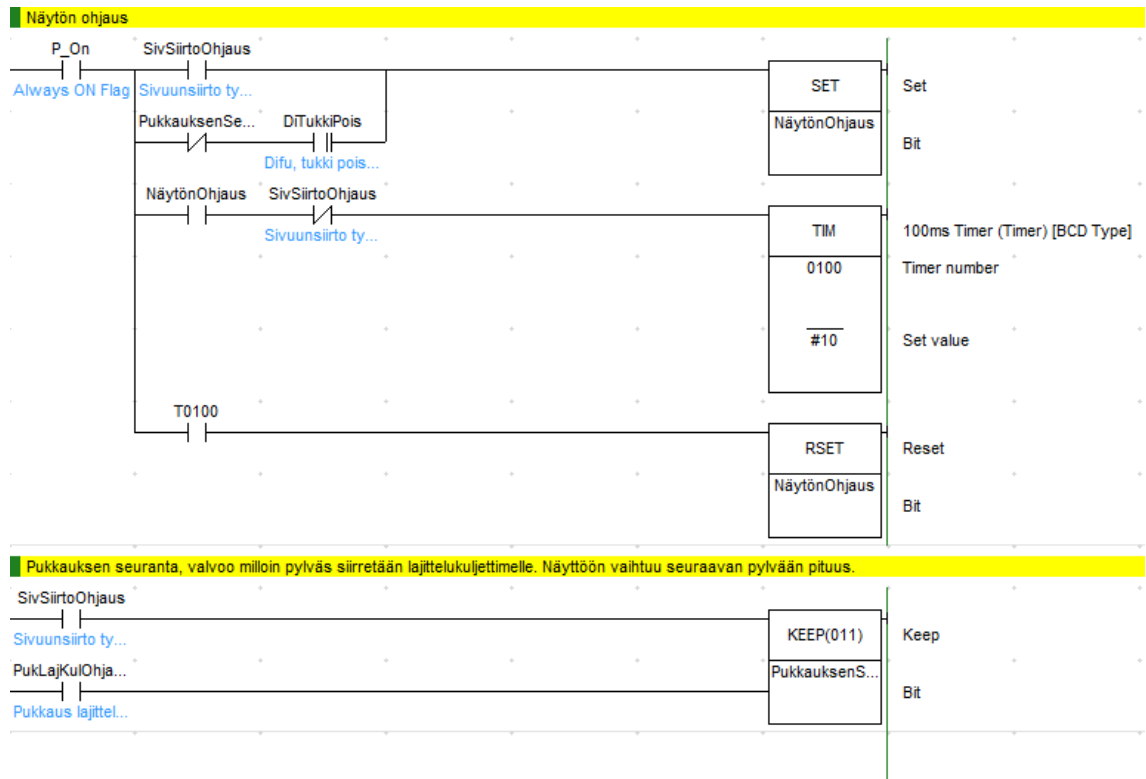 Näytön ohjaus
P_On
SivSiirtoOhjaus
Always ON Flag
Sivuunsiirto ty...
SET
Set
PukkauksenSe...
DiTukkiPois
NäytönOhjaus
Bit
Difu, tukki pois...
NäytönOhjaus
SivSiirtoOhjaus
Sivuunsiirto ty...
TIM
100ms Timer (Timer) [BCD Type]
0100
Timer number
#10
Set value
T0100
RSET
Reset
NäytönOhjaus
Bit
Pukkauksen seuranta, valvoo milloin pylväs siirretään lajittelukuljettimelle. Näyttöön vaihtuu seuraavan pylvään pituus.
SivSiirtoOhjaus
Sivuunsiirto ty...
KEEP(011)
Keep
PukLajKulOhja...
PukkauksenS...
Bit
Pukkaus lajittel...